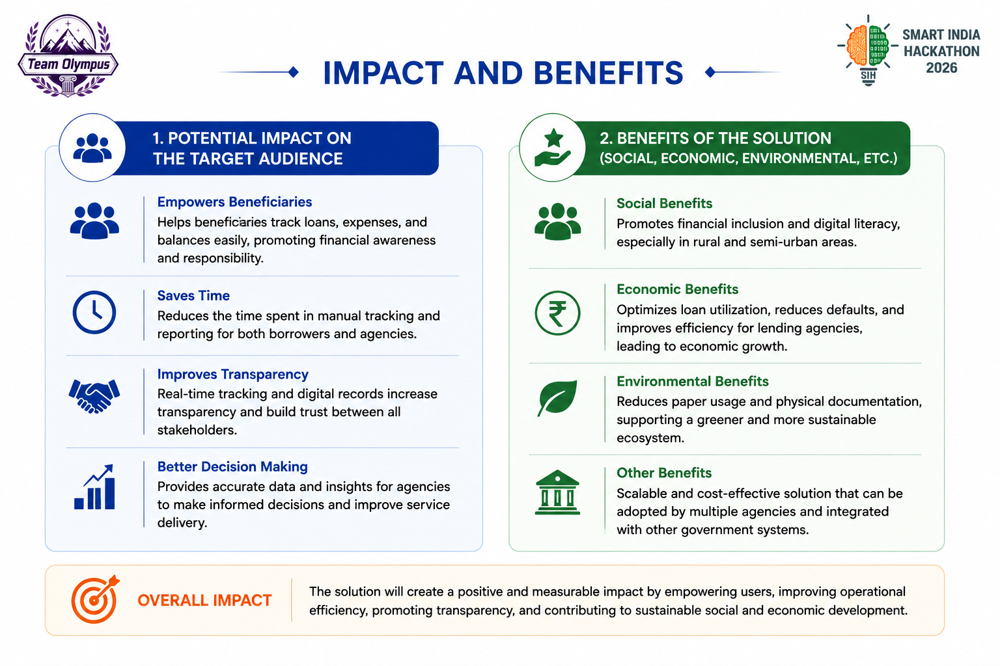 Team Olympus
SIH
SMART INDIA
HACKATHON
2026
IMPACT AND BENEFITS
1. POTENTIAL IMPACT ON
THE TARGET AUDIENCE
Empowers Beneficiaries
Helps beneficiaries track loans, expenses, and
balances easily, promoting financial awareness
and responsibility.
Saves Time
Reduces the time spent in manual tracking and
reporting for both borrowers and agencies.
Improves Transparency
Real-time tracking and digital records increase
transparency and build trust between all
stakeholders.
Better Decision Making
Provides accurate data and insights for agencies
to make informed decisions and improve service
delivery.
2. BENEFITS OF THE SOLUTION
(SOCIAL, ECONOMIC, ENVIRONMENTAL, ETC.)
Social Benefits
Promotes financial inclusion and digital literacy,
especially in rural and semi-urban areas.
₹
Economic Benefits
Optimizes loan utilization, reduces defaults, and
improves efficiency for lending agencies,
leading to economic growth.
Environmental Benefits
Reduces paper usage and physical documentation,
supporting a greener and more sustainable
ecosystem.
Other Benefits
Scalable and cost-effective solution that can be
adopted by multiple agencies and integrated
with other government systems.
OVERALL IMPACT
The solution will create a positive and measurable impact by empowering users, improving operational
efficiency, promoting transparency, and contributing to sustainable social and economic development.